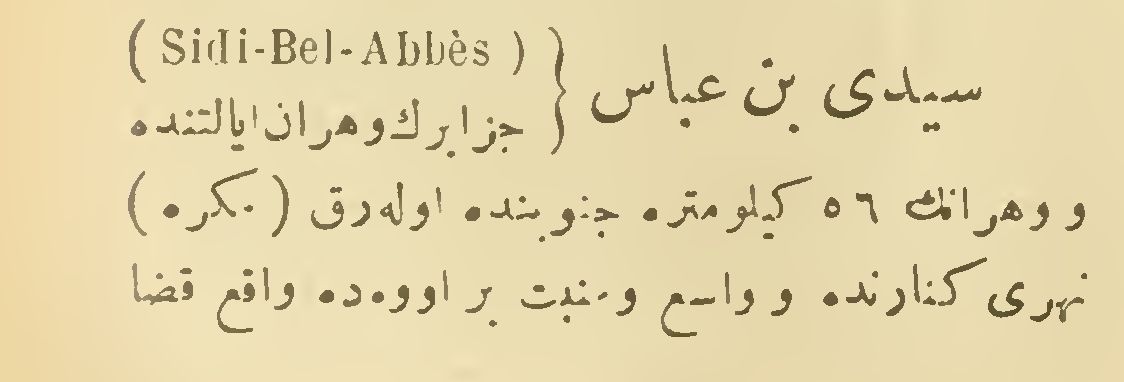 سیدی بن عباس { ( Sidi-Bel-Abbès )
جزایرك وهران ایالتنده
و وهرانك ٥٦ کیلومتره جنوبنده اوله‌رق ( مکره )
نهری کنارنده و واسع و منبت بر اووه‌ده واقع قضا